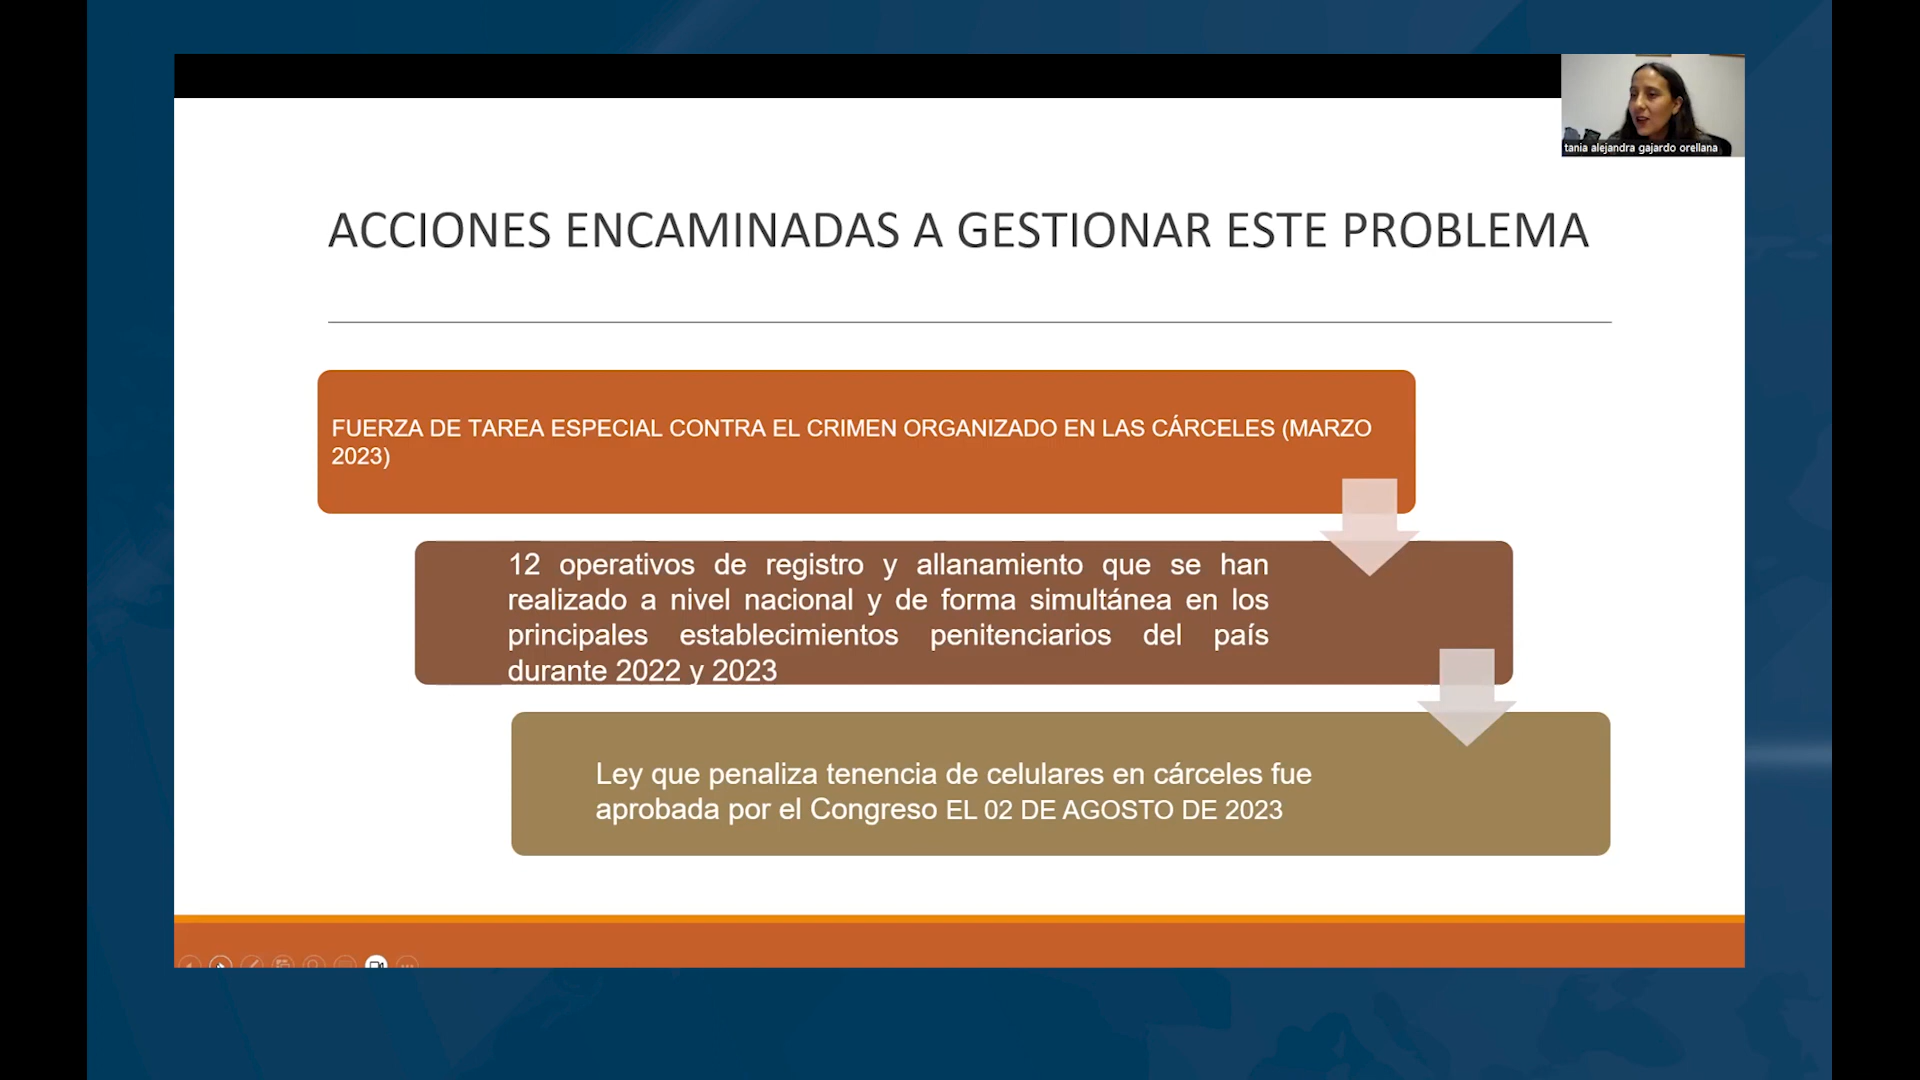 tania alejandra gajardo orellana
ACCIONES ENCAMINADAS A GESTIONAR ESTE PROBLEMA
FUERZA DE TAREA ESPECIAL CONTRA EL CRIMEN ORGANIZADO EN LAS CÁRCELES (MARZO
2023)
12 operativos de registro y allanamiento que se han
realizado a nivel nacional y de forma simultánea en los
principales establecimientos penitenciarios del país
durante 2022 y 2023
Ley que penaliza tenencia de celulares en cárceles fue
aprobada por el Congreso EL 02 DE AGOSTO DE 2023